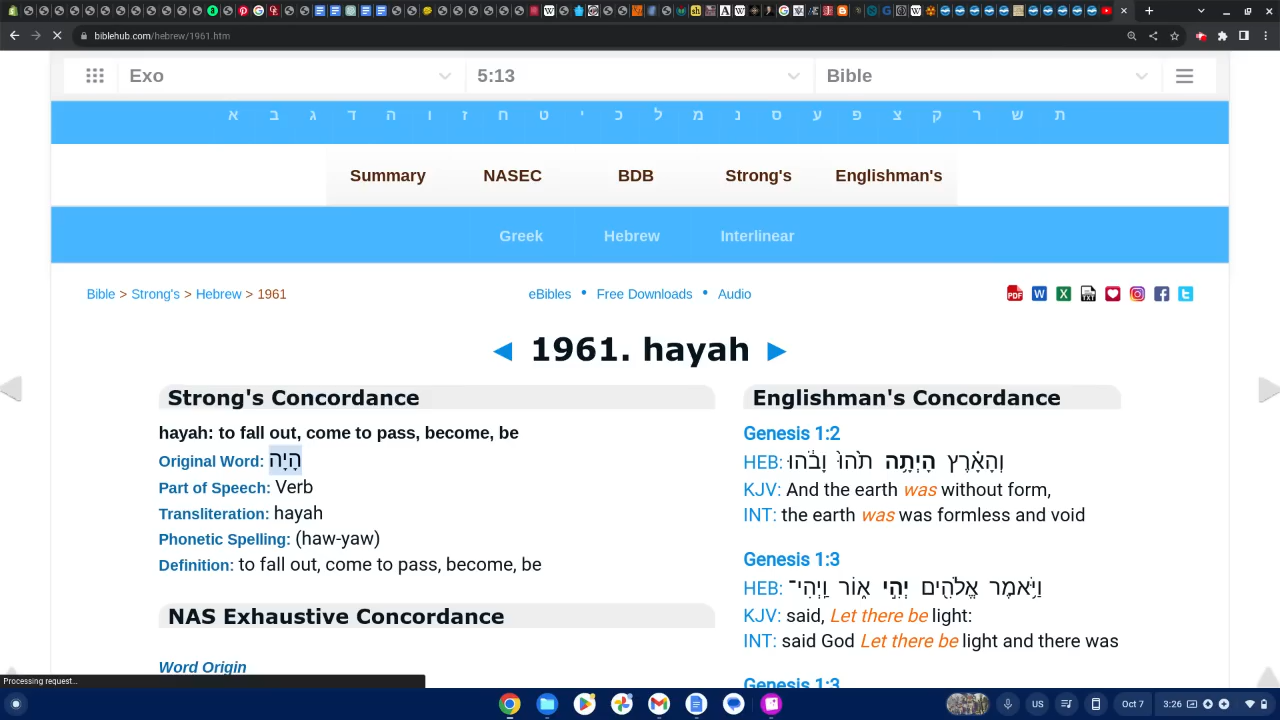 biblehub.com/hebrew/1961.htm
Exo 5:13 Bible
א ב ג ד ה ו ז ח ט י כ ל מ נ ס ע פ צ ק ר ש ת
Summary NASEC BDB Strong's Englishman's
Greek Hebrew Interlinear
Bible > Strong's > Hebrew > 1961
eBibles • Free Downloads • Audio
PDF W X TXT
◄ 1961. hayah ►
Strong's Concordance
hayah: to fall out, come to pass, become, be
Original Word: הָיָה
Part of Speech: Verb
Transliteration: hayah
Phonetic Spelling: (haw-yaw)
Definition: to fall out, come to pass, become, be
NAS Exhaustive Concordance
Word Origin
Englishman's Concordance
Genesis 1:2
HEB: וְהָאָ֗רֶץ הָיְתָ֥ה תֹ֙הוּ֙ וָבֹ֔הוּ
KJV: And the earth was without form,
INT: the earth was was formless and void
Genesis 1:3
HEB: וַיֹּ֥אמֶר אֱלֹהִ֖ים יְהִ֣י א֑וֹר וַֽיְהִי־
KJV: said, Let there be light:
INT: said God Let there be light and there was
Genesis 1:3
Processing request...
US Oct 7 3:26